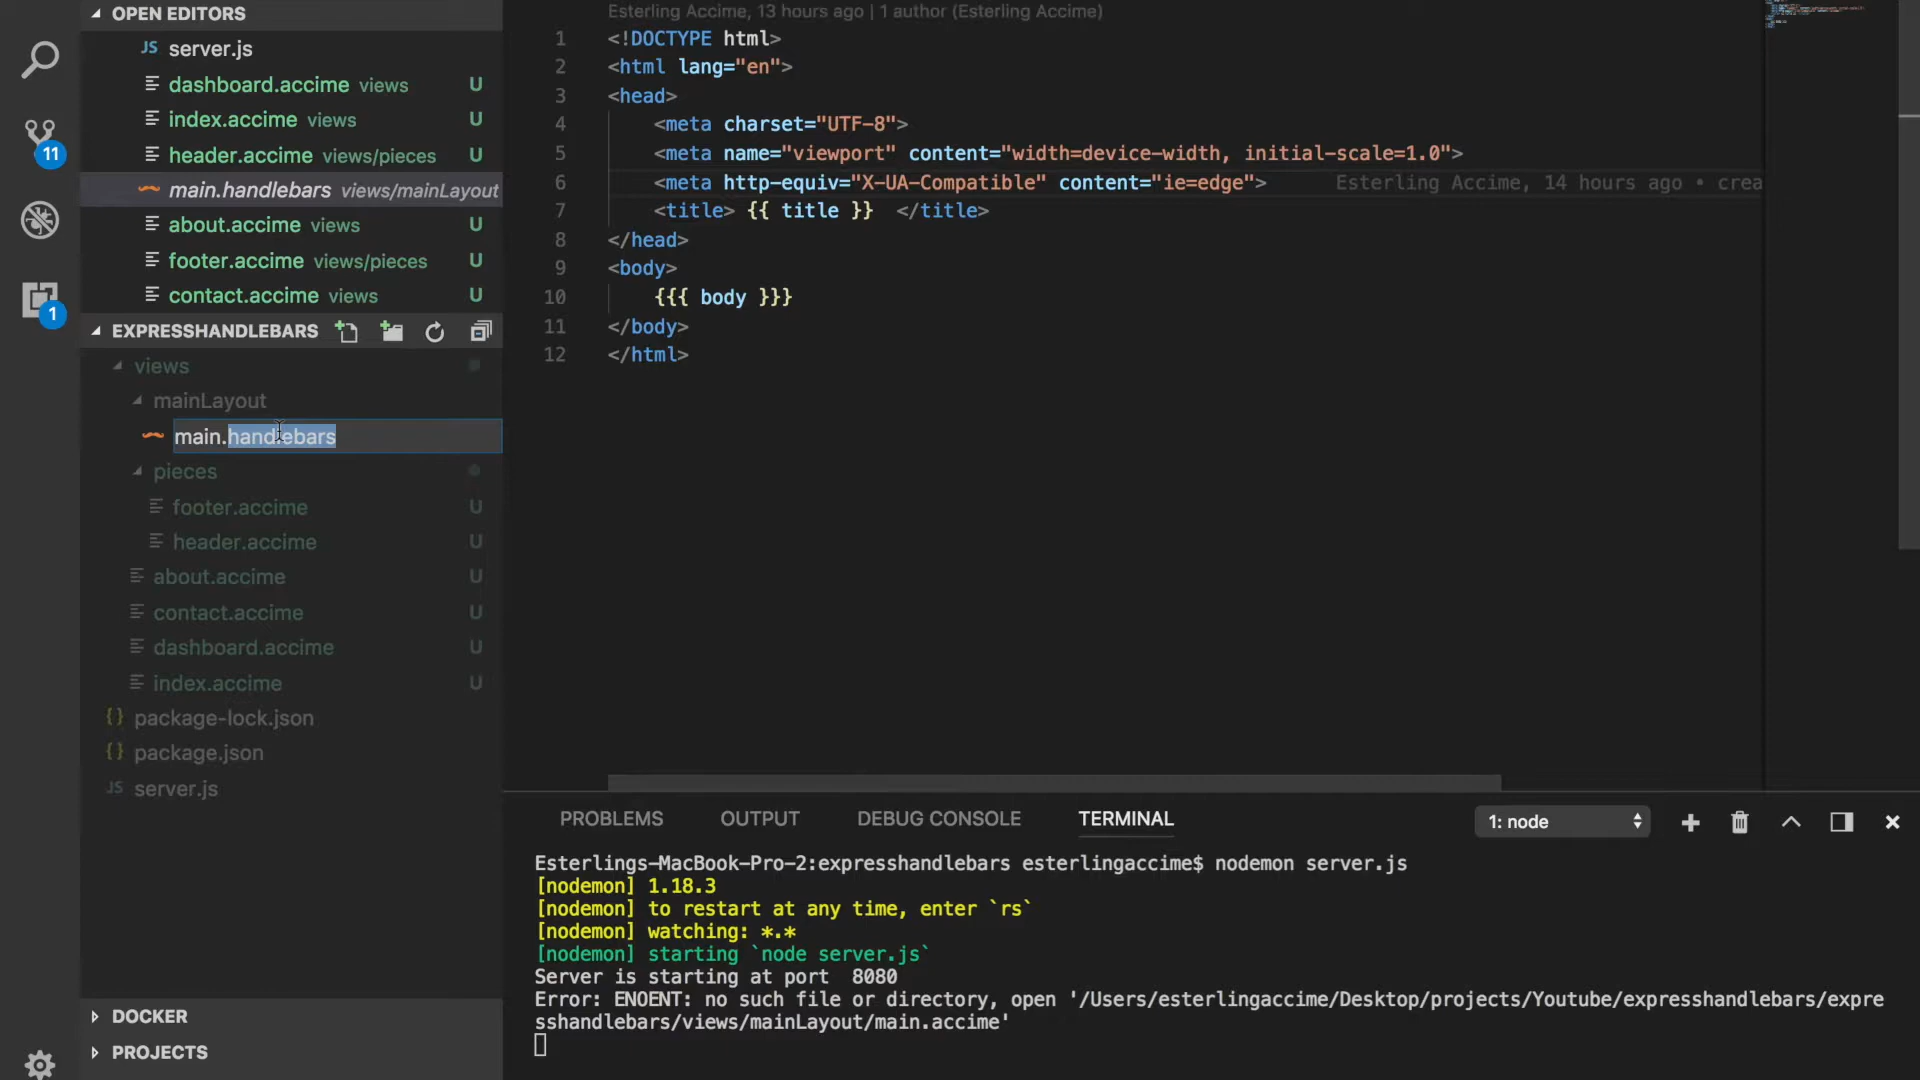 OPEN EDITORS
JS server.js
dashboard.accime views U
index.accime views U
header.accime views/pieces U
main.handlebars views/mainLayout
about.accime views U
footer.accime views/pieces U
contact.accime views U
EXPRESSHANDLEBARS
views
mainLayout
main.handlebars
pieces
footer.accime U
header.accime U
about.accime U
contact.accime U
dashboard.accime U
index.accime U
{} package-lock.json
{} package.json
JS server.js
DOCKER
PROJECTS
11
1
Esterling Accime, 13 hours ago | 1 author (Esterling Accime)
1 <!DOCTYPE html>
2 <html lang="en">
3 <head>
4 <meta charset="UTF-8">
5 <meta name="viewport" content="width=device-width, initial-scale=1.0">
6 <meta http-equiv="X-UA-Compatible" content="ie=edge"> Esterling Accime, 14 hours ago • crea
7 <title> {{ title }} </title>
8 </head>
9 <body>
10 {{{ body }}}
11 </body>
12 </html>
PROBLEMS OUTPUT DEBUG CONSOLE TERMINAL 1: node
Esterlings-MacBook-Pro-2:expresshandlebars esterlingaccime$ nodemon server.js
[nodemon] 1.18.3
[nodemon] to restart at any time, enter `rs`
[nodemon] watching: *.*
[nodemon] starting `node server.js`
Server is starting at port 8080
Error: ENOENT: no such file or directory, open '/Users/esterlingaccime/Desktop/projects/Youtube/expresshandlebars/expre
sshandlebars/views/mainLayout/main.accime'